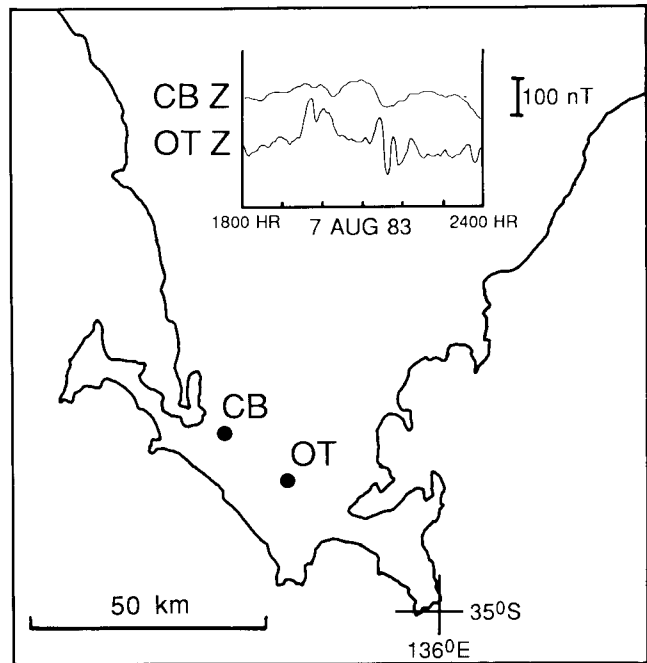 CB Z
100 nT
OT Z
1800 HR 7 AUG 83 2400 HR
CB
OT
50 km
35⁰S
136⁰E